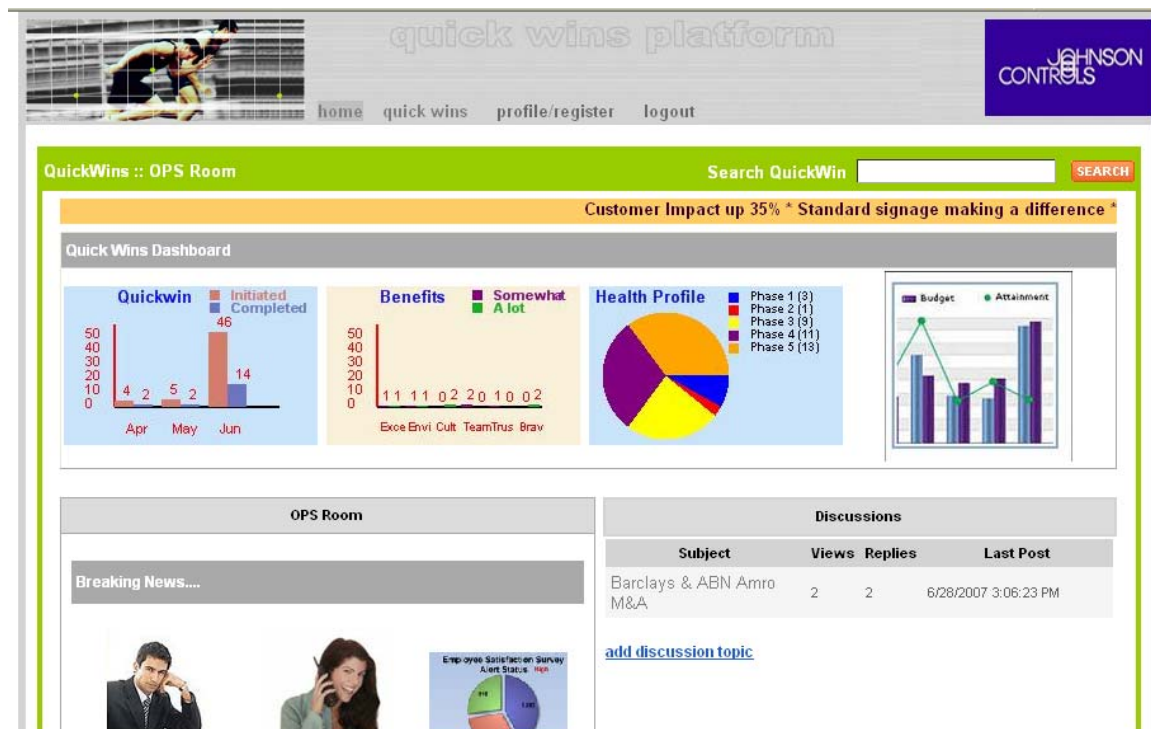 quick wins platform
JOHNSON
CONTROLS
home quick wins profile/register logout
QuickWins :: OPS Room
Search QuickWin
SEARCH
Customer Impact up 35% * Standard signage making a difference *
Quick Wins Dashboard
Quickwin
Initiated
Completed
50
40
30
20
10
0
4 2 5 2 46 14
Apr May Jun
Benefits
Somewhat
A lot
50
40
30
20
10
0
1 1 1 1 0 2 2 0 1 0 0 2
Exce Envi Cult TeamTrus Brav
Health Profile
Phase 1 (3)
Phase 2 (1)
Phase 3 (9)
Phase 4 (11)
Phase 5 (13)
Budget Attainment
OPS Room
Breaking News....
Employee Satisfaction Survey
Alert Status: High
Discussions
Subject Views Replies Last Post
Barclays & ABN Amro
M&A
2 2 6/28/2007 3:06:23 PM
add discussion topic